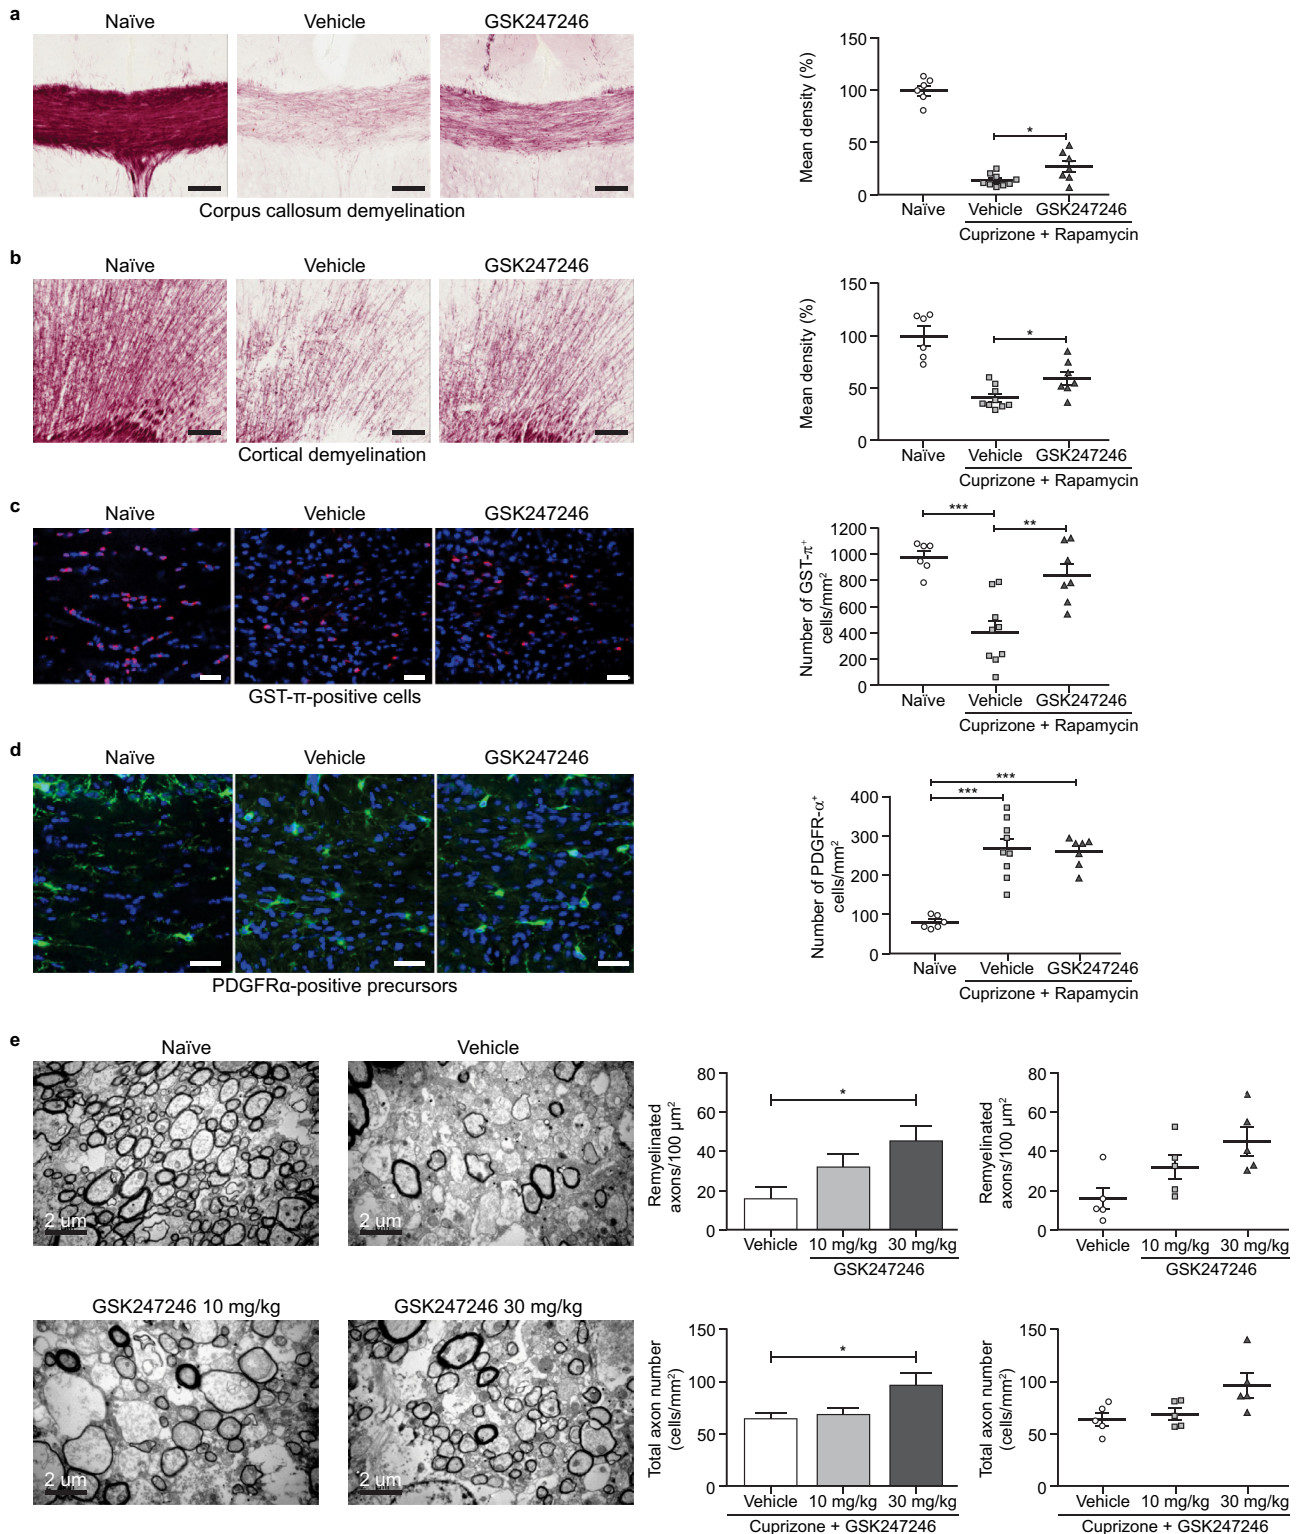 a
Naïve
Vehicle
GSK247246
Corpus callosum demyelination
Mean density (%)
150
100
50
0
*
Naïve
Vehicle
GSK247246
Cuprizone + Rapamycin
b
Naïve
Vehicle
GSK247246
Cortical demyelination
Mean density (%)
150
100
50
0
*
Naïve
Vehicle
GSK247246
Cuprizone + Rapamycin
c
Naïve
Vehicle
GSK247246
GST-π-positive cells
Number of GST-π⁺
cells/mm²
1200
1000
800
600
400
200
0
***
**
Naïve
Vehicle
GSK247246
Cuprizone + Rapamycin
d
Naïve
Vehicle
GSK247246
PDGFRα-positive precursors
Number of PDGFR-α⁺
cells/mm²
400
300
200
100
0
***
***
Naïve
Vehicle
GSK247246
Cuprizone + Rapamycin
e
Naïve
2 um
Vehicle
2 um
GSK247246 10 mg/kg
2 um
GSK247246 30 mg/kg
2 um
Remyelinated
axons/100 µm²
80
60
40
20
0
*
Vehicle
10 mg/kg
30 mg/kg
GSK247246
Remyelinated
axons/100 µm²
80
60
40
20
0
Vehicle
10 mg/kg
30 mg/kg
GSK247246
Total axon number
(cells/mm²)
150
100
50
0
*
Vehicle
10 mg/kg
30 mg/kg
Cuprizone + GSK247246
Total axon number
(cells/mm²)
150
100
50
0
Vehicle
10 mg/kg
30 mg/kg
Cuprizone + GSK247246